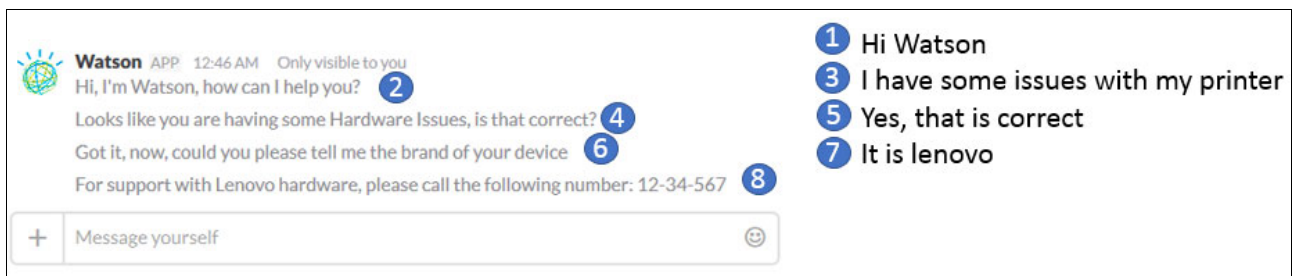 Watson APP 12:46 AM Only visible to you
Hi, I'm Watson, how can I help you? 2
Looks like you are having some Hardware Issues, is that correct? 4
Got it, now, could you please tell me the brand of your device 6
For support with Lenovo hardware, please call the following number: 12-34-567 8
+ Message yourself
1 Hi Watson
3 I have some issues with my printer
5 Yes, that is correct
7 It is lenovo